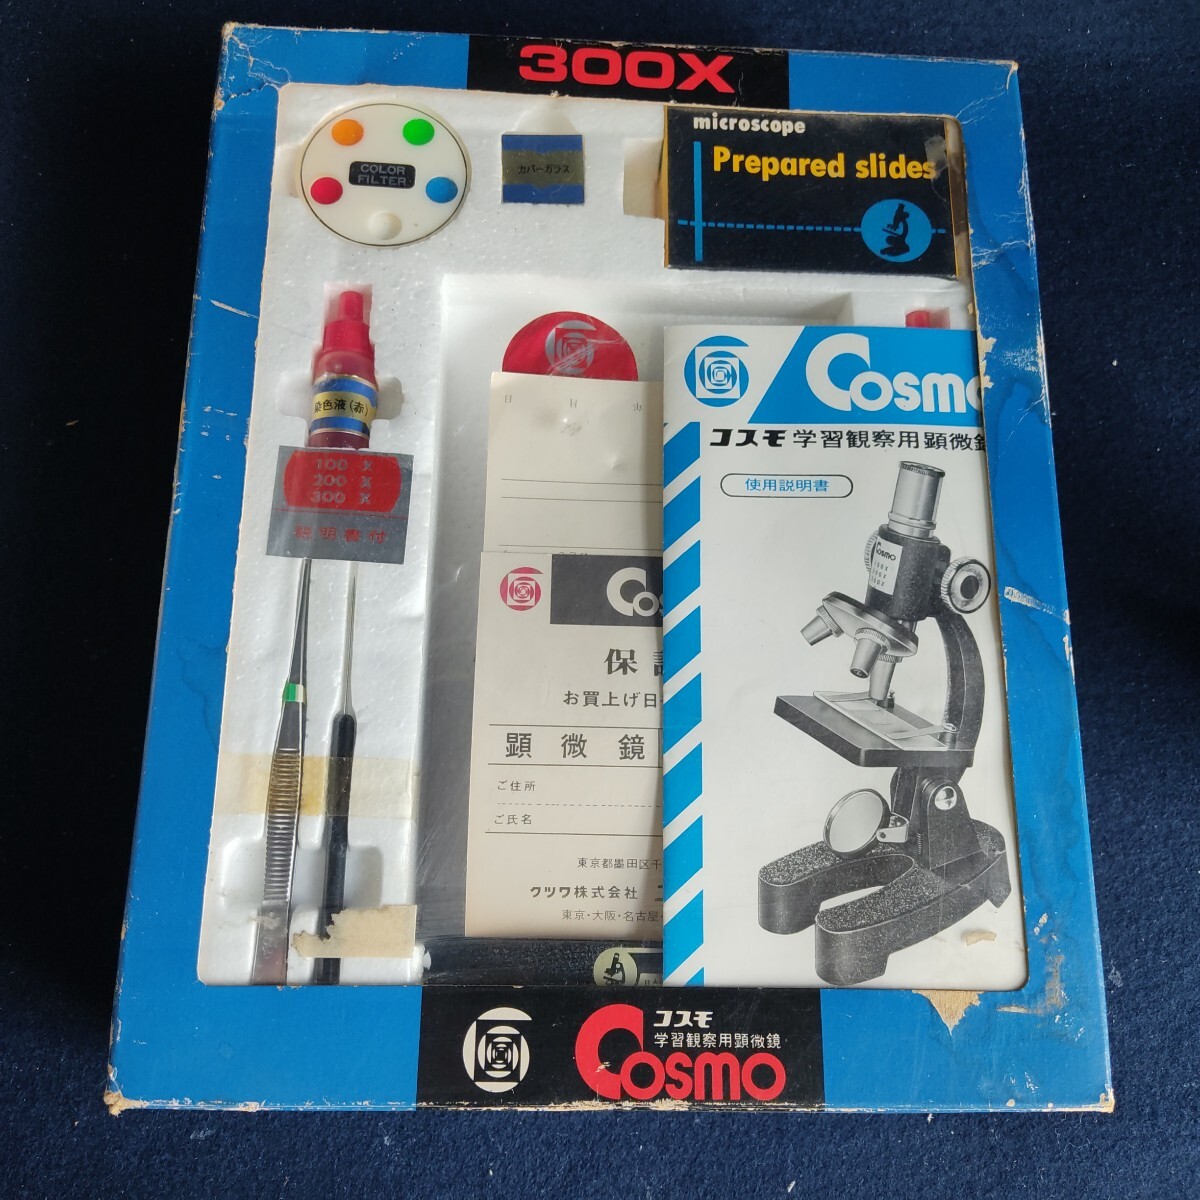 300X
COLOR
FILTER
カバーガラス
microscope
Prepared slides
染色液(赤)
100 X
200 X
300 X
説明書付
Cosmo
コスモ 学習観察用顕微鏡
使用説明書
Cosmo
日
Cos
保
お買上げ日
顕微鏡
ご住所
ご氏名
東京都墨田区千
クツワ株式会社
東京・大阪・名古屋・
コスモ
学習観察用顕微鏡
Cosmo